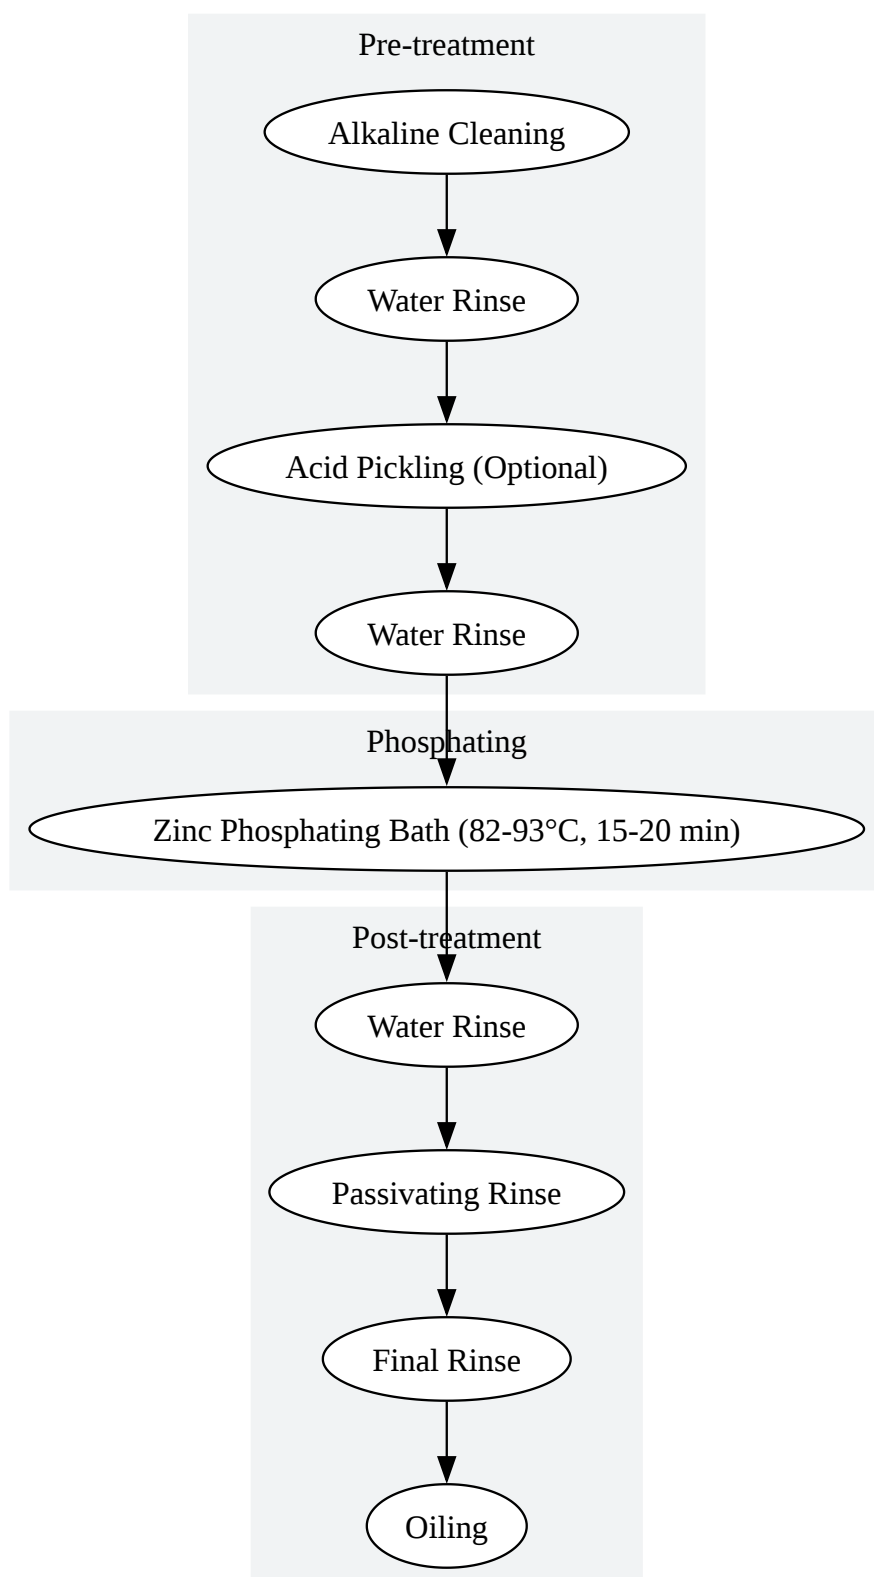 Pre-treatment
Alkaline Cleaning
Water Rinse
Acid Pickling (Optional)
Water Rinse
Phosphating
Zinc Phosphating Bath (82-93°C, 15-20 min)
Post-treatment
Water Rinse
Passivating Rinse
Final Rinse
Oiling